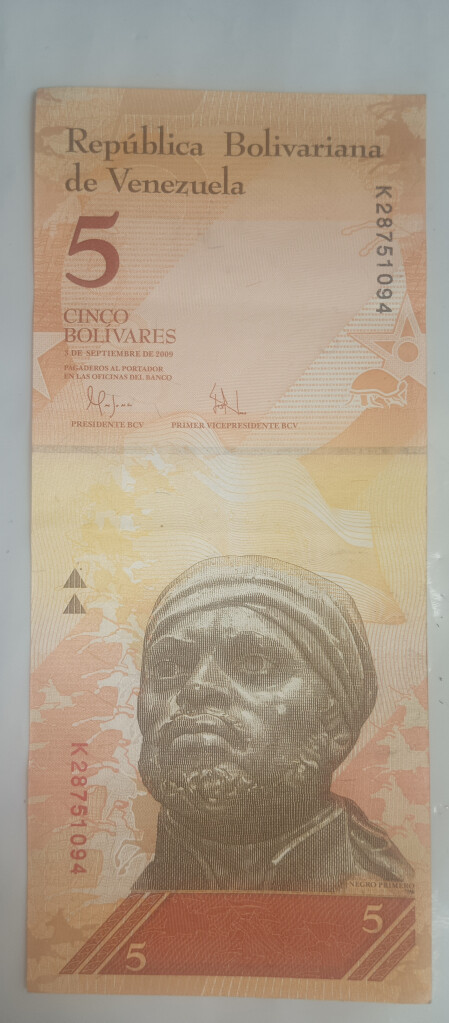 República Bolivariana
de Venezuela
K28751094
5
CINCO
BOLÍVARES
3 DE SEPTIEMBRE DE 2009
PAGADEROS AL PORTADOR
EN LAS OFICINAS DEL BANCO
PRESIDENTE BCV
PRIMER VICEPRESIDENTE BCV
K28751094
NEGRO PRIMERO
5
5